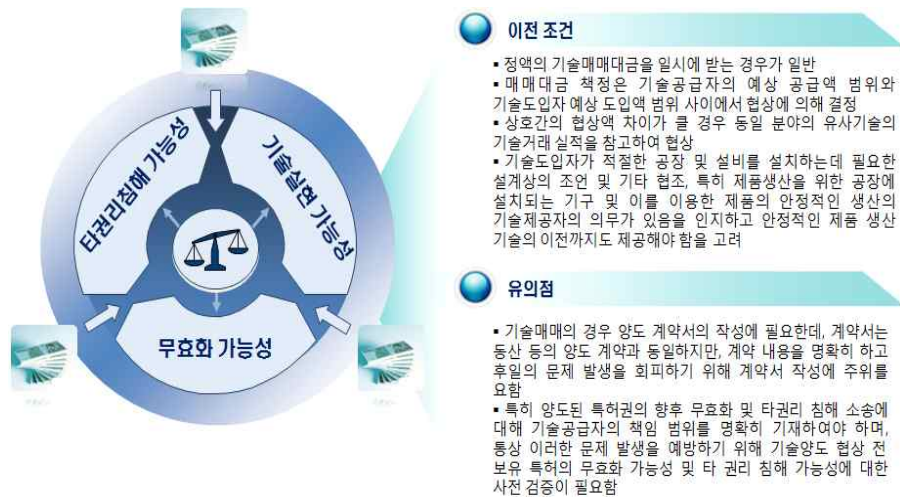 타권리침해 가능성
기술실현 가능성
무효화 가능성
이전 조건
▪ 정액의 기술매매대금을 일시에 받는 경우가 일반
▪ 매매대금 책정은 기술공급자의 예상 공급액 범위와
기술도입자 예상 도입액 범위 사이에서 협상에 의해 결정
▪ 상호간의 협상액 차이가 클 경우 동일 분야의 유사기술의
기술거래 실적을 참고하여 협상
▪ 기술도입자가 적절한 공장 및 설비를 설치하는데 필요한
설계상의 조언 및 기타 협조, 특히 제품생산을 위한 공장에
설치되는 기구 및 이를 이용한 제품의 안정적인 생산의
기술제공자의 의무가 있음을 인지하고 안정적인 제품 생산
기술의 이전까지도 제공해야 함을 고려
유의점
▪ 기술매매의 경우 양도 계약서의 작성에 필요한데, 계약서는
동산 등의 양도 계약과 동일하지만, 계약 내용을 명확히 하고
후일의 문제 발생을 회피하기 위해 계약서 작성에 주위를
요함
▪ 특히 양도된 특허권의 향후 무효화 및 타권리 침해 소송에
대해 기술공급자의 책임 범위를 명확히 기재하여야 하며,
통상 이러한 문제 발생을 예방하기 위해 기술양도 협상 전
보유 특허의 무효화 가능성 및 타 권리 침해 가능성에 대한
사전 검증이 필요함